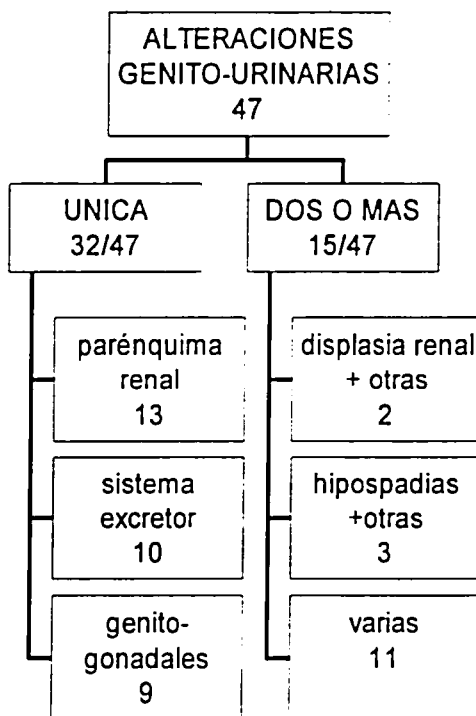 ALTERACIONES
GENITO-URINARIAS
47
UNICA
32/47
DOS O MAS
15/47
parénquima
renal
13
displasia renal
+ otras
2
sistema
excretor
10
hipospadias
+otras
3
genito-
gonadales
9
varias
11